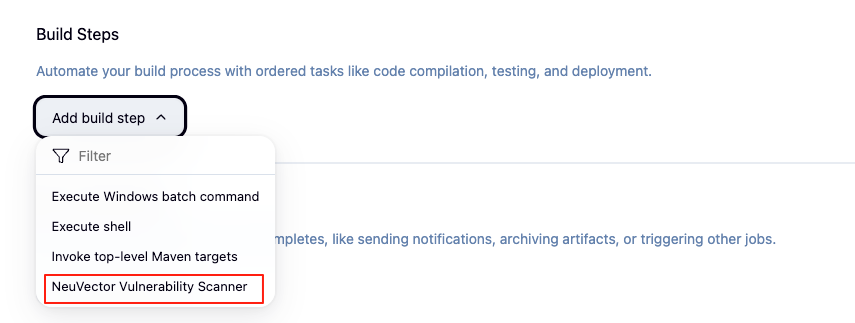 Build Steps
Automate your build process with ordered tasks like code compilation, testing, and deployment.
Add build step
Filter
Execute Windows batch command
Execute shell
mpletes, like sending notifications, archiving artifacts, or triggering other jobs.
Invoke top-level Maven targets
NeuVector Vulnerability Scanner